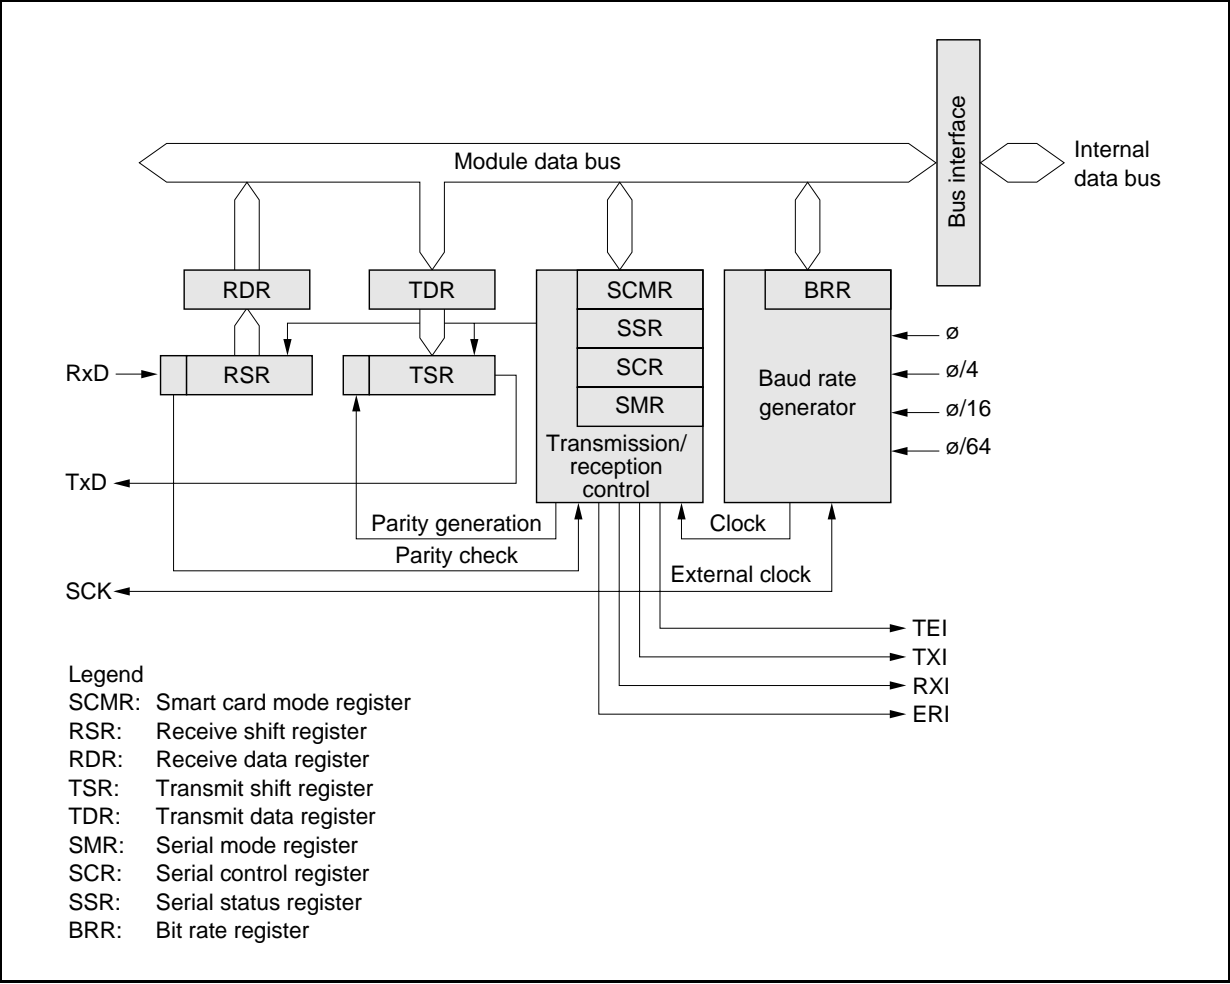 Module data bus
Bus interface
Internal
data bus
RDR
TDR
SCMR
BRR
SSR
SCR
SMR
RxD
RSR
TSR
Baud rate
generator
ø
ø/4
ø/16
ø/64
Transmission/
reception
control
TxD
Parity generation
Clock
Parity check
External clock
SCK
TEI
TXI
RXI
ERI
Legend
SCMR: Smart card mode register
RSR: Receive shift register
RDR: Receive data register
TSR: Transmit shift register
TDR: Transmit data register
SMR: Serial mode register
SCR: Serial control register
SSR: Serial status register
BRR: Bit rate register